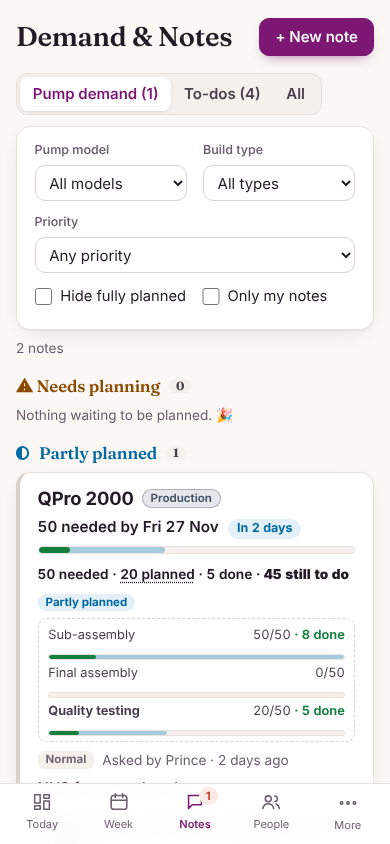 Demand & Notes
+ New note
Pump demand (1)
To-dos (4)
All
Pump model
Build type
All models
All types
Priority
Any priority
Hide fully planned
Only my notes
2 notes
Needs planning 0
Nothing waiting to be planned. 🎉
Partly planned 1
QPro 2000 Production
50 needed by Fri 27 Nov In 2 days
50 needed · 20 planned · 5 done · 45 still to do
Partly planned
Sub-assembly 50/50 · 8 done
Final assembly 0/50
Quality testing 20/50 · 5 done
Normal Asked by Prince · 2 days ago
1
Today
Week
Notes
People
More